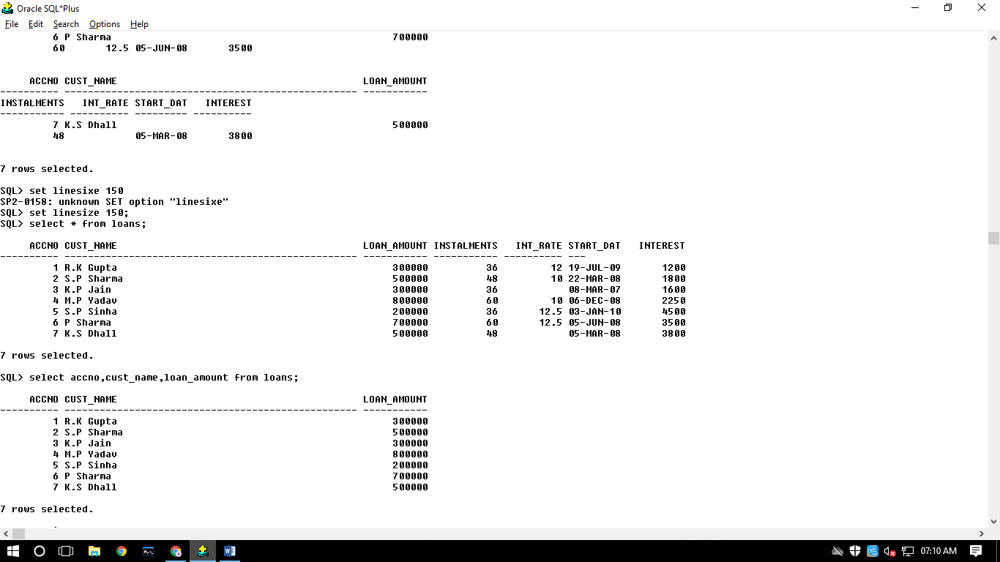 Oracle SQL*Plus
File Edit Search Options Help
6 P Sharma 700000
60 12.5 05-JUN-08 3500
ACCNO CUST_NAME LOAN_AMOUNT
---------- -------------------------------------------------- -----------
INSTALMENTS INT_RATE START_DAT INTEREST
----------- ---------- --------- ----------
7 K.S Dhall 500000
48 05-MAR-08 3800
7 rows selected.
SQL> set linesixe 150
SP2-0158: unknown SET option "linesixe"
SQL> set linesize 150;
SQL> select * from loans;
ACCNO CUST_NAME LOAN_AMOUNT INSTALMENTS INT_RATE START_DAT INTEREST
---------- -------------------------------------------------- ----------- ----------- ---------- ---
1 R.K Gupta 300000 36 12 19-JUL-09 1200
2 S.P Sharma 500000 48 10 22-MAR-08 1800
3 K.P Jain 300000 36 08-MAR-07 1600
4 M.P Yadav 800000 60 10 06-DEC-08 2250
5 S.P Sinha 200000 36 12.5 03-JAN-10 4500
6 P Sharma 700000 60 12.5 05-JUN-08 3500
7 K.S Dhall 500000 48 05-MAR-08 3800
7 rows selected.
SQL> select accno,cust_name,loan_amount from loans;
ACCNO CUST_NAME LOAN_AMOUNT
---------- -------------------------------------------------- -----------
1 R.K Gupta 300000
2 S.P Sharma 500000
3 K.P Jain 300000
4 M.P Yadav 800000
5 S.P Sinha 200000
6 P Sharma 700000
7 K.S Dhall 500000
7 rows selected.
07:10 AM